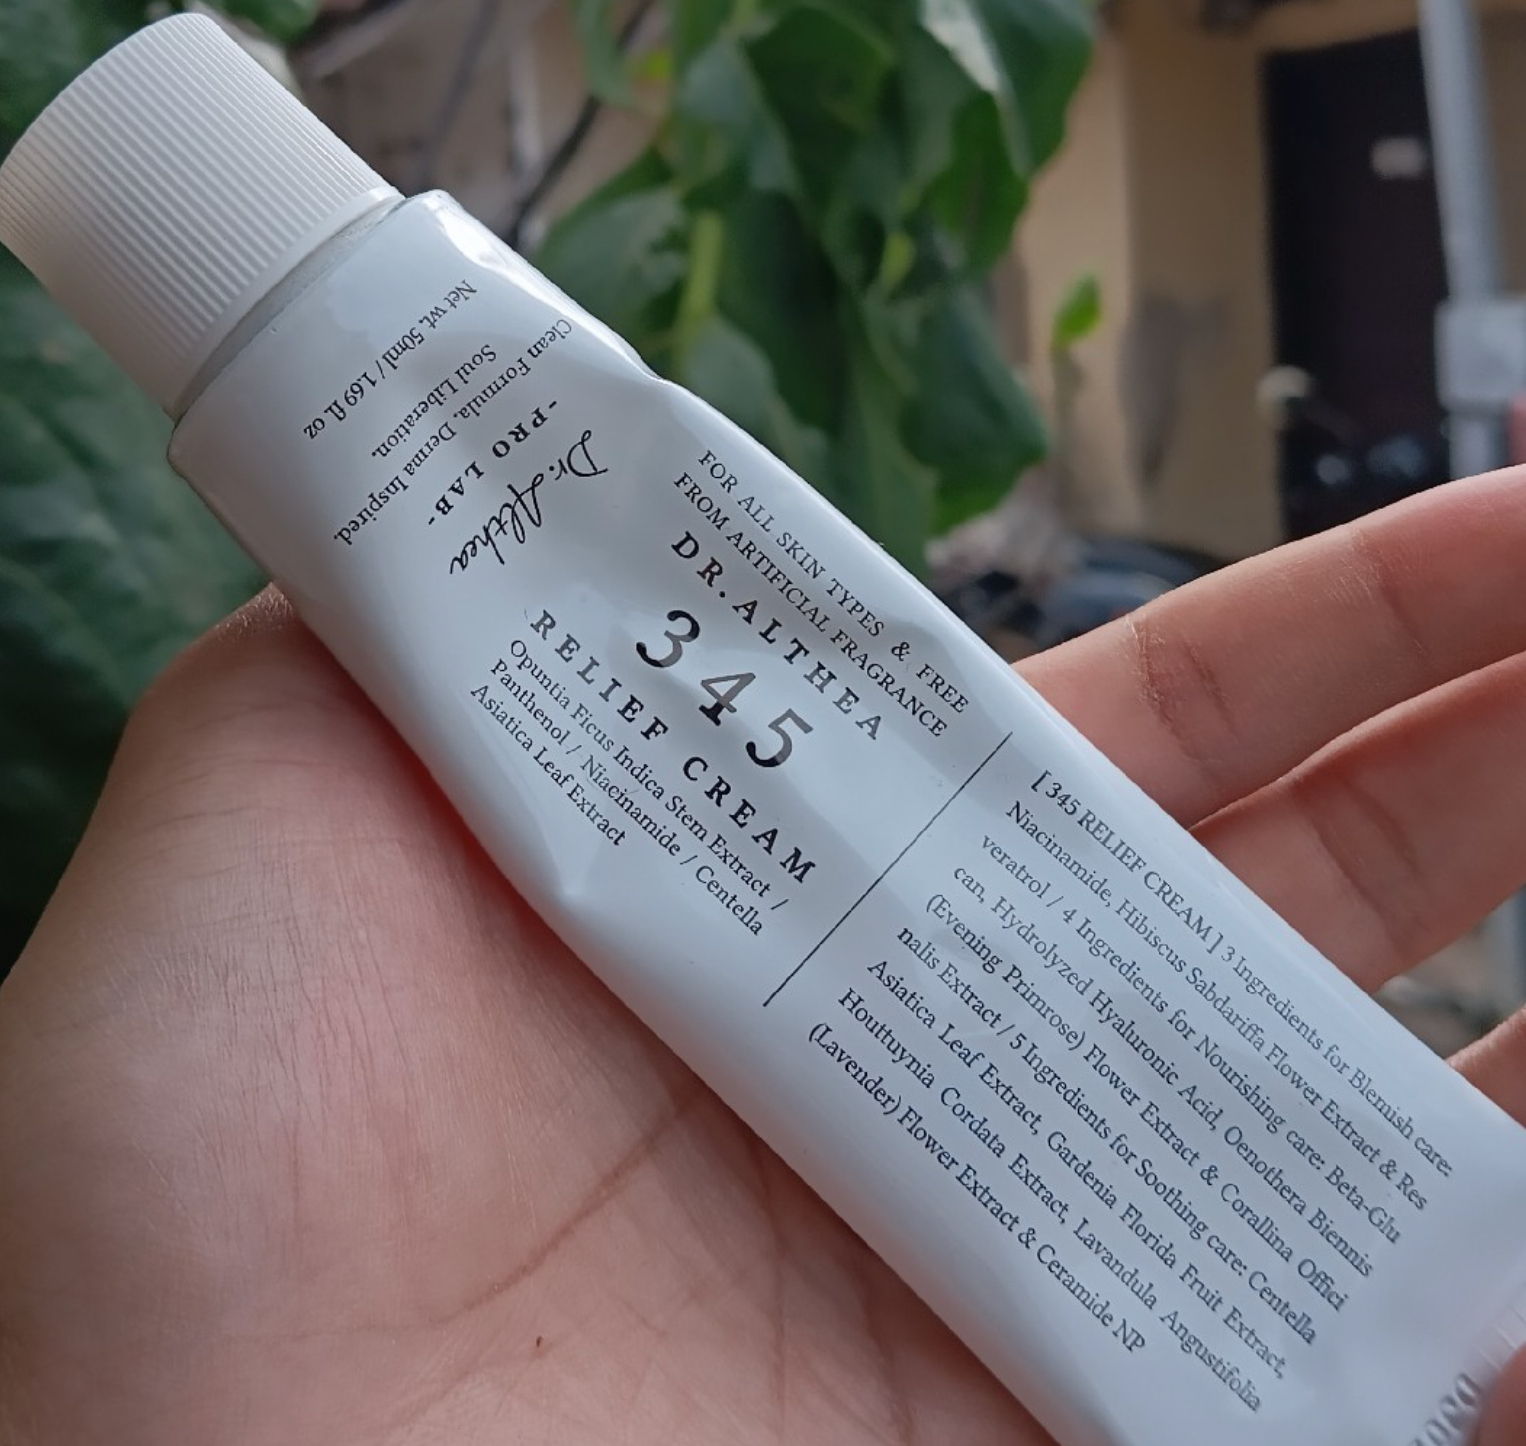 Net wt. 50ml / 1.69 fl. oz
Clean Formula, Derma Inspired.
Soul Liberation.
-PRO LAB-
Dr. Althea
FOR ALL SKIN TYPES & FREE
FROM ARTIFICIAL FRAGRANCE
DR. ALTHEA
345
RELIEF CREAM
Opuntia Ficus Indica Stem Extract /
Panthenol / Niacinamide / Centella
Asiatica Leaf Extract
[ 345 RELIEF CREAM ] 3 Ingredients for Blemish care:
Niacinamide, Hibiscus Sabdariffa Flower Extract & Res
veratrol / 4 Ingredients for Nourishing care: Beta-Glu
can, Hydrolyzed Hyaluronic Acid, Oenothera Biennis
(Evening Primrose) Flower Extract & Corallina Offici
nalis Extract / 5 Ingredients for Soothing care: Centella
Asiatica Leaf Extract, Gardenia Florida Fruit Extract,
Houttuynia Cordata Extract, Lavandula Angustifolia
(Lavender) Flower Extract & Ceramide NP